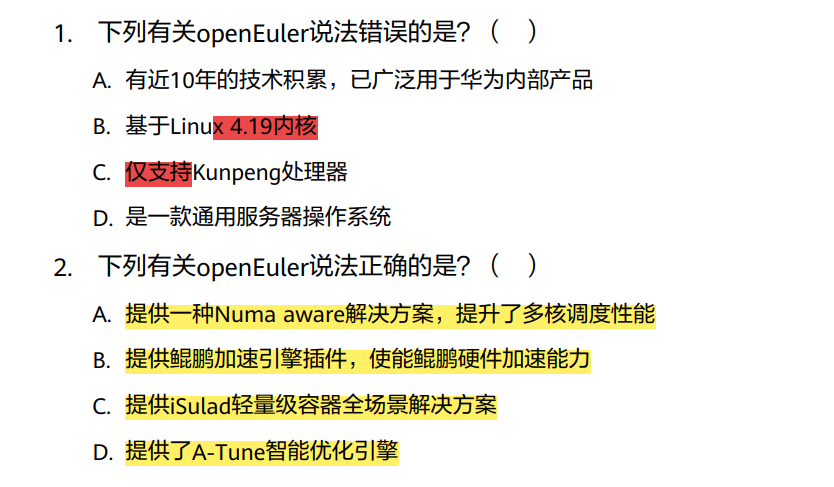 1. 下列有关openEuler说法错误的是？（ ）
A. 有近10年的技术积累，已广泛用于华为内部产品
B. 基于Linux 4.19内核
C. 仅支持Kunpeng处理器
D. 是一款通用服务器操作系统
2. 下列有关openEuler说法正确的是？（ ）
A. 提供一种Numa aware解决方案，提升了多核调度性能
B. 提供鲲鹏加速引擎插件，使能鲲鹏硬件加速能力
C. 提供iSulad轻量级容器全场景解决方案
D. 提供了A-Tune智能优化引擎